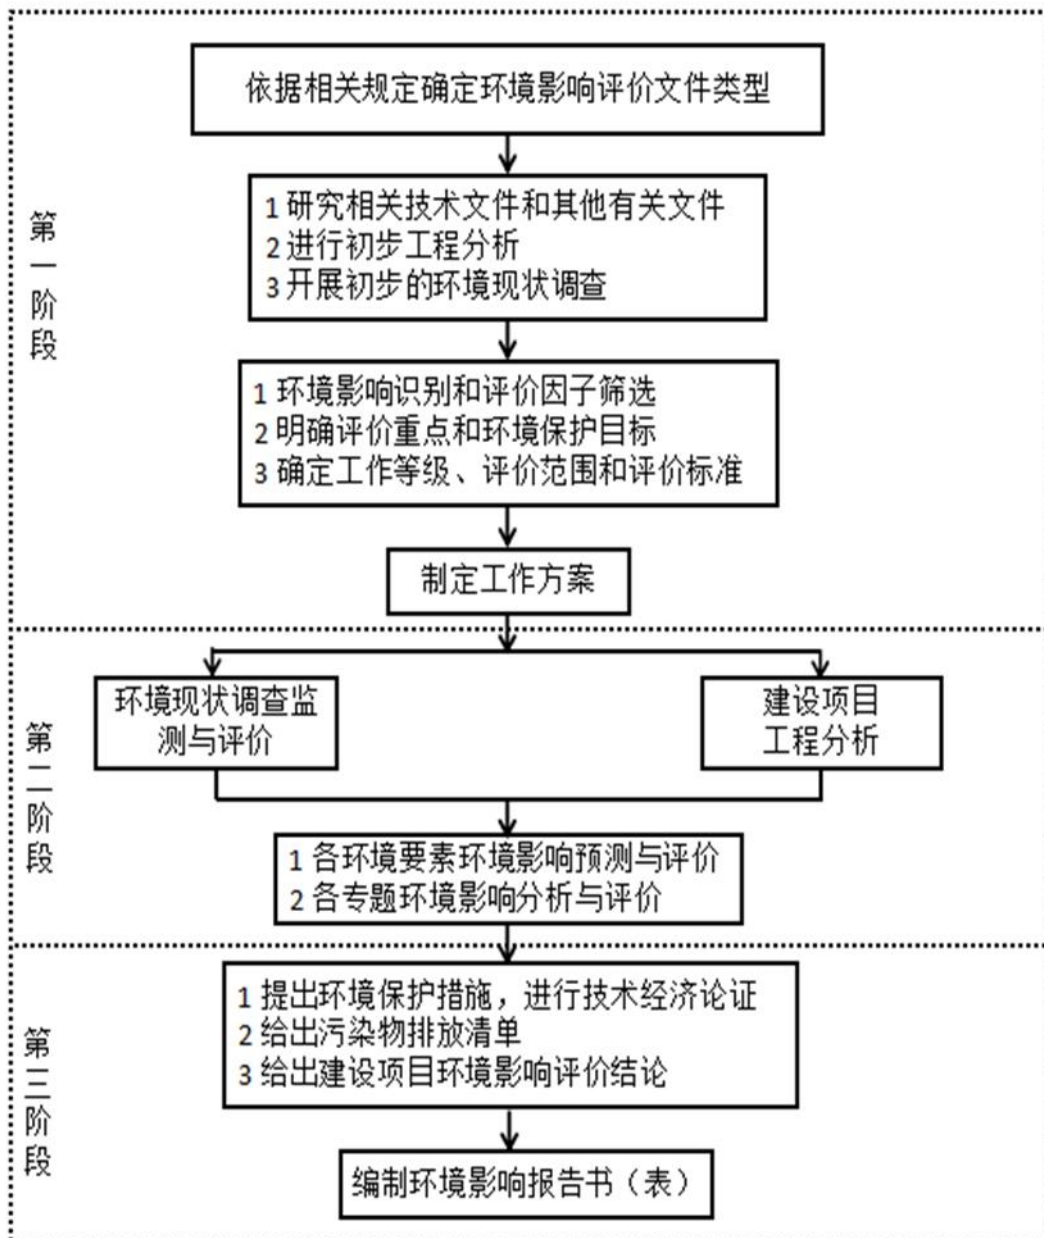 依据相关规定确定环境影响评价文件类型
第一阶段
1 研究相关技术文件和其他有关文件
2 进行初步工程分析
3 开展初步的环境现状调查
1 环境影响识别和评价因子筛选
2 明确评价重点和环境保护目标
3 确定工作等级、评价范围和评价标准
制定工作方案
第二阶段
环境现状调查监
测与评价
建设项目
工程分析
1 各环境要素环境影响预测与评价
2 各专题环境影响分析与评价
第三阶段
1 提出环境保护措施，进行技术经济论证
2 给出污染物排放清单
3 给出建设项目环境影响评价结论
编制环境影响报告书（表）